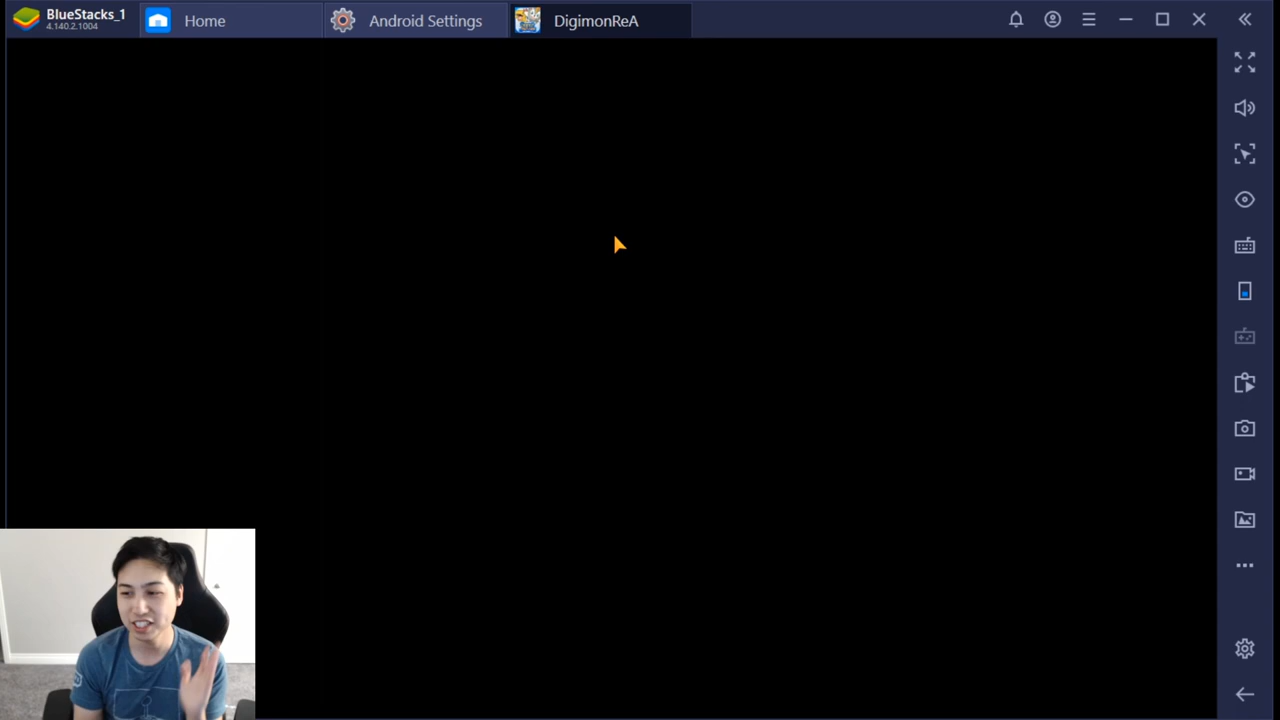 BlueStacks_1
4.140.2.1004
Home
Android Settings
DigimonReA